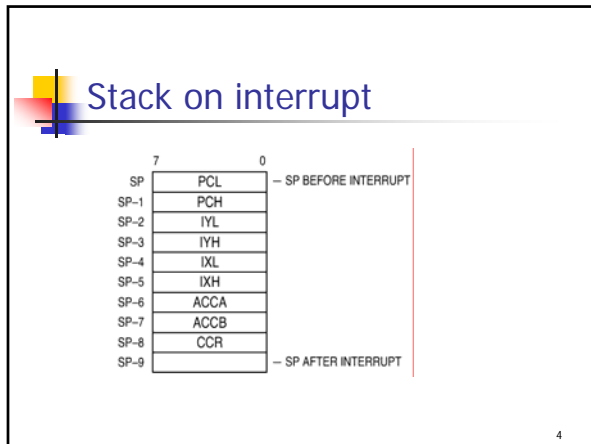 Stack on interrupt
7 0
SP PCL – SP BEFORE INTERRUPT
SP–1 PCH
SP–2 IYL
SP–3 IYH
SP–4 IXL
SP–5 IXH
SP–6 ACCA
SP–7 ACCB
SP–8 CCR
SP–9 – SP AFTER INTERRUPT
4